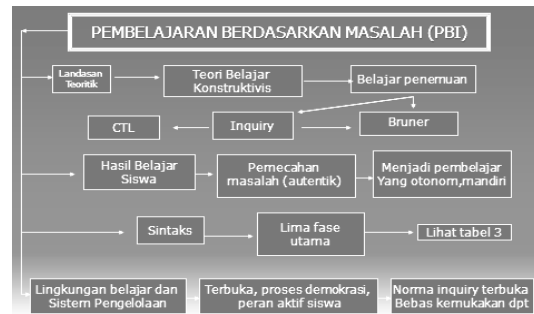 PEMBELAJARAN BERDASARKAN MASALAH (PBI)
Landasan
Teoritik
Teori Belajar
Konstruktivis
Belajar penemuan
CTL
Inquiry
Bruner
Hasil Belajar
Siswa
Pemecahan
masalah (autentik)
Menjadi pembelajar
Yang otonom,mandiri
Sintaks
Lima fase
utama
Lihat tabel 3
Lingkungan belajar dan
Sistem Pengelolaan
Terbuka, proses demokrasi,
peran aktif siswa
Norma inquiry terbuka
Bebas kemukakan dpt